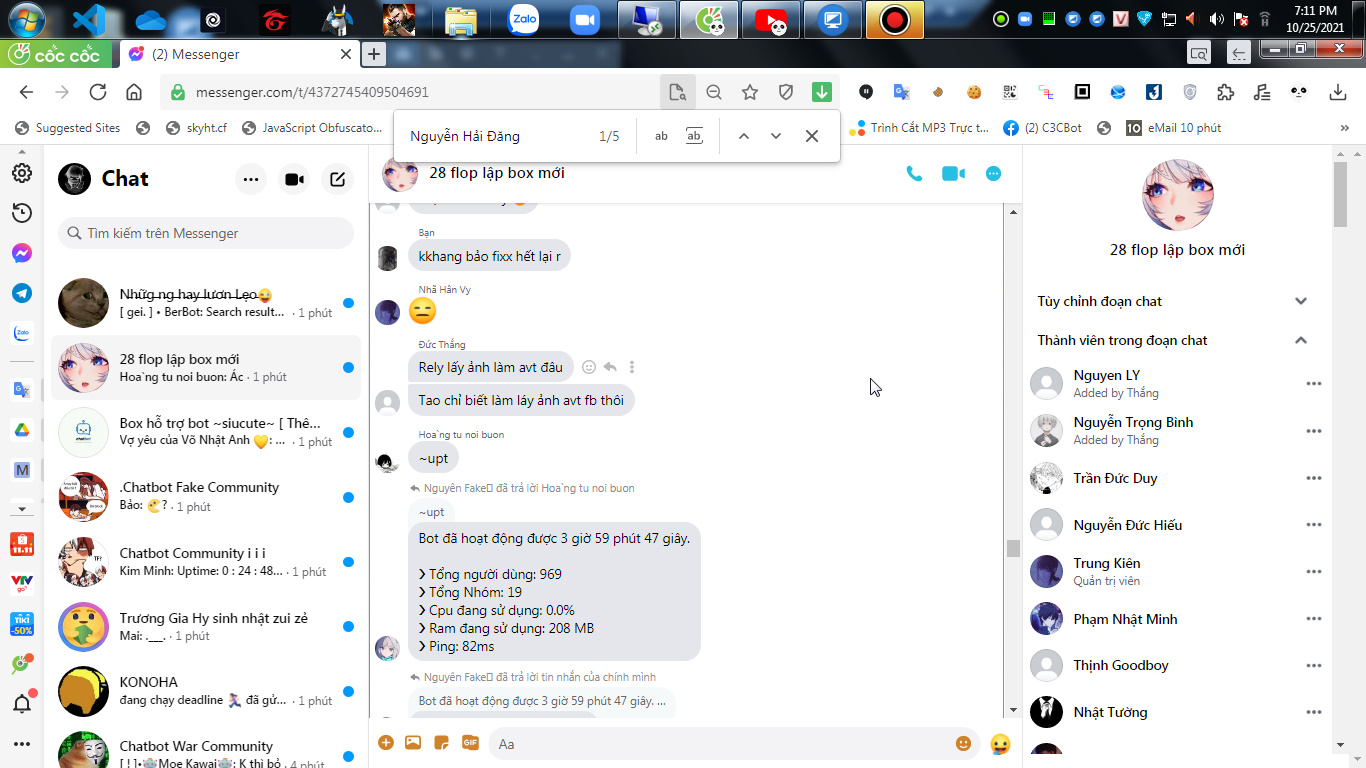 7:11 PM
10/25/2021
cốc cốc
(2) Messenger
messenger.com/t/4372745409504691
Suggested Sites
skyht.cf
JavaScript Obfuscato...
Trình Cắt MP3 Trực t...
(2) C3CBot
10
eMail 10 phút
»
Nguyễn Hải Đăng
1/5
ab
ab
Chat
Tìm kiếm trên Messenger
Những ng hay lươn Lẹo😜
[ gei. ] • BerBot: Search result... · 1 phút
28 flop lập box mới
Hoa`ng tu noi buon: Ác · 1 phút
Box hỗ trợ bot ~siucute~ [ Thê...
Vợ yêu của Võ Nhật Anh 💛: ... · 1 phút
.Chatbot Fake Community
Bảo: ? · 1 phút
Chatbot Community i i i
Kim Minh: Uptime: 0 : 24 : 48... · 1 phút
Trương Gia Hy sinh nhật zui zẻ
Mai: .___. · 1 phút
KONOHA
đang chạy deadline 🏃‍♀️ đã gử... · 1 phút
Chatbot War Community
[ ! ]•🤖Moe Kawai🤖: K thì bỏ · 4 phút
Zalo
Zalo
M
11.11
VTV
go
TIKI
-50%
28 flop lập box mới
Bạn
kkhang bảo fixx hết lại r
Nhã Hân Vy
😑
Đức Thắng
Rely lấy ảnh làm avt đâu
Tao chỉ biết làm láy ảnh avt fb thôi
Hoa`ng tu noi buon
~upt
Nguyên Fake▯ đã trả lời Hoa`ng tu noi buon
~upt
Bot đã hoạt động được 3 giờ 59 phút 47 giây.
❯ Tổng người dùng: 969
❯ Tổng Nhóm: 19
❯ Cpu đang sử dụng: 0.0%
❯ Ram đang sử dụng: 208 MB
❯ Ping: 82ms
Nguyên Fake▯ đã trả lời tin nhắn của chính mình
Bot đã hoạt động được 3 giờ 59 phút 47 giây. ...
GIF
Aa
28 flop lập box mới
Tùy chỉnh đoạn chat
Thành viên trong đoạn chat
Nguyen LY
Added by Thắng
Nguyễn Trọng Bình
Added by Thắng
Trần Đức Duy
Nguyễn Đức Hiếu
Trung Kiên
Quản trị viên
Phạm Nhật Minh
Thịnh Goodboy
Nhật Tường